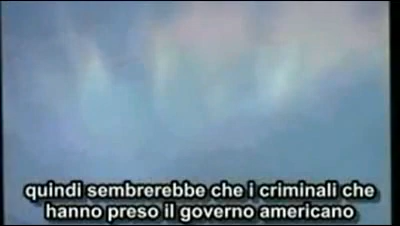 quindi sembrerebbe che i criminali che
hanno preso il governo americano